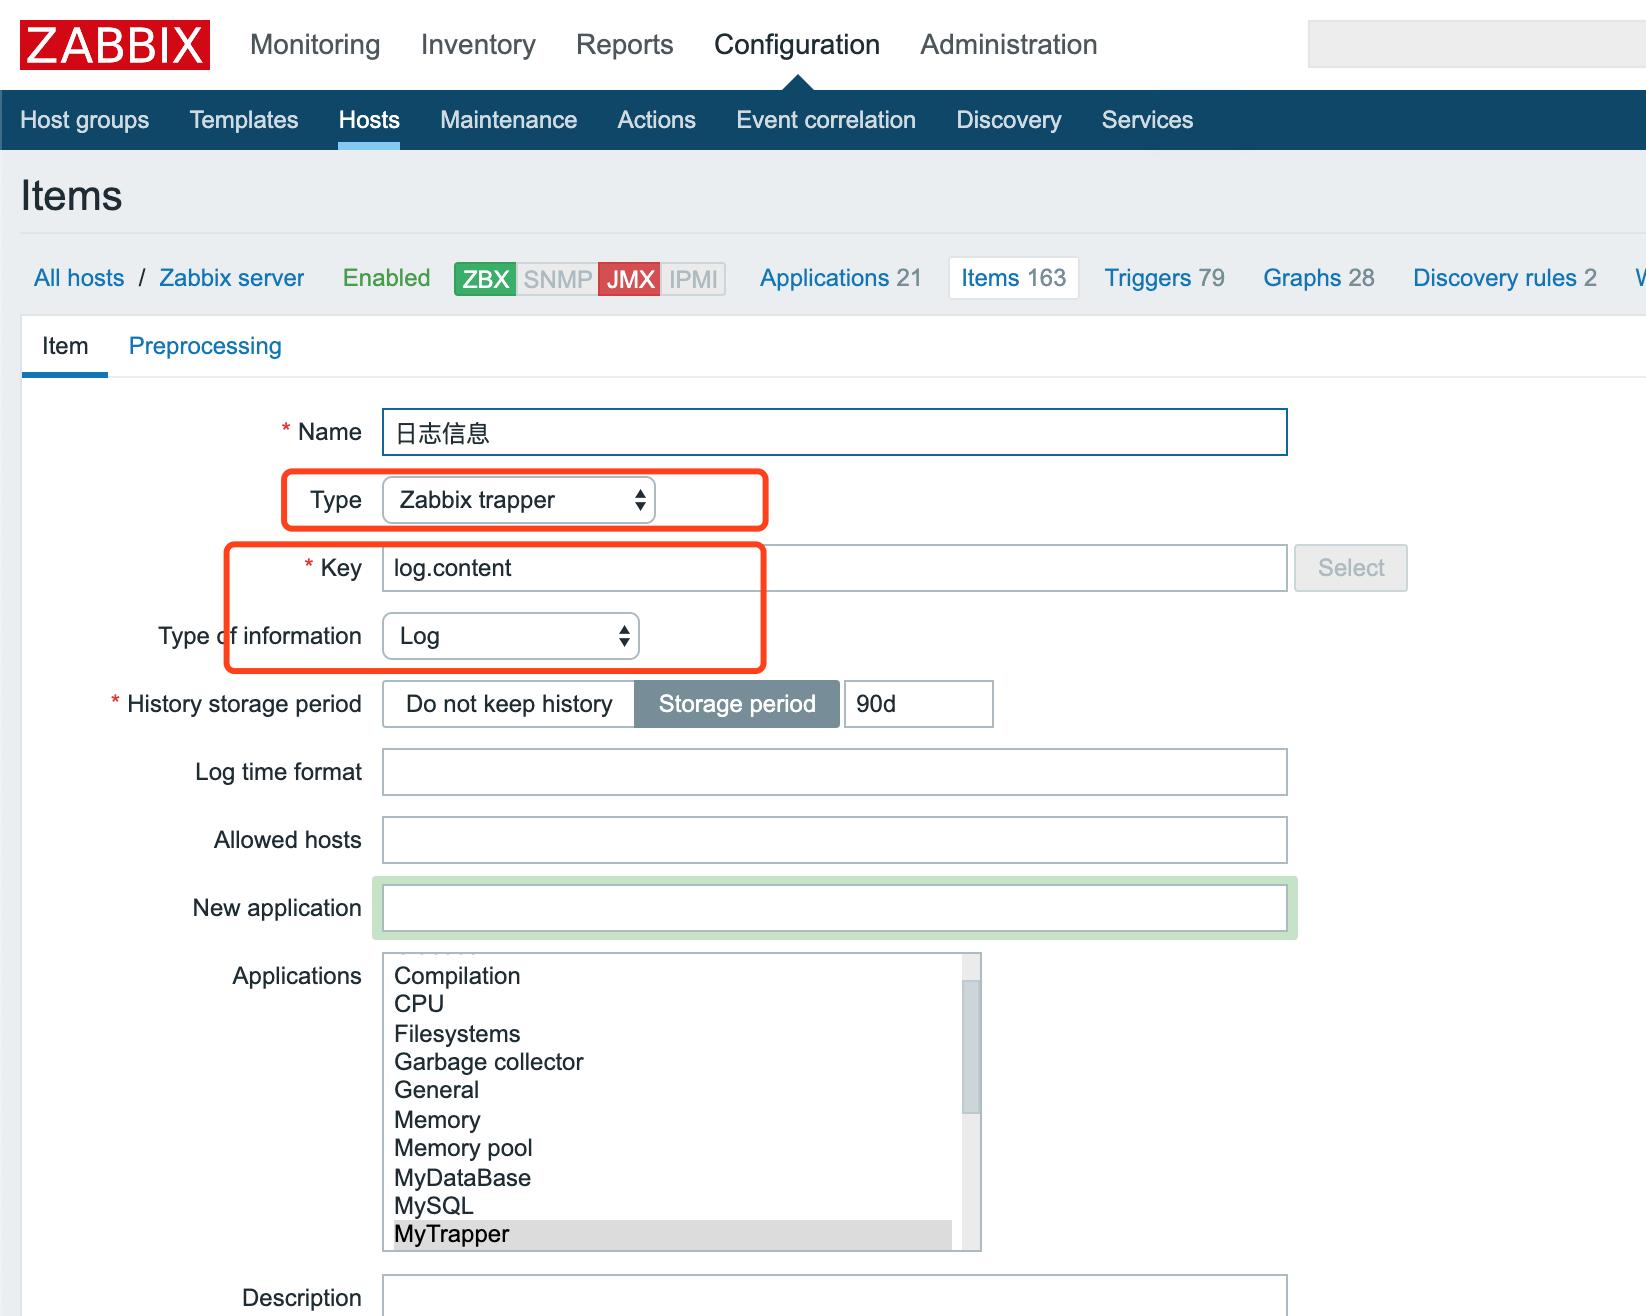 ZABBIX Monitoring Inventory Reports Configuration Administration
Host groups Templates Hosts Maintenance Actions Event correlation Discovery Services
Items
All hosts / Zabbix server Enabled ZBX SNMP JMX IPMI Applications 21 Items 163 Triggers 79 Graphs 28 Discovery rules 2
Item Preprocessing
* Name 日志信息
Type Zabbix trapper
* Key log.content Select
Type of information Log
* History storage period Do not keep history Storage period 90d
Log time format
Allowed hosts
New application
Applications Compilation
CPU
Filesystems
Garbage collector
General
Memory
Memory pool
MyDataBase
MySQL
MyTrapper
Description